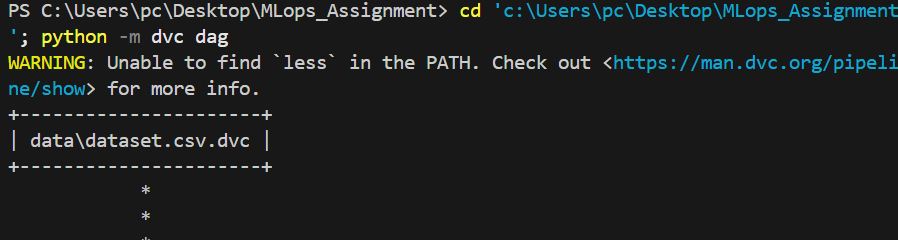 PS C:\Users\pc\Desktop\MLops_Assignment> cd 'c:\Users\pc\Desktop\MLops_Assignment
'; python -m dvc dag
WARNING: Unable to find `less` in the PATH. Check out <https://man.dvc.org/pipeli
ne/show> for more info.
+----------------------+
| data\dataset.csv.dvc |
+----------------------+
*
*
*